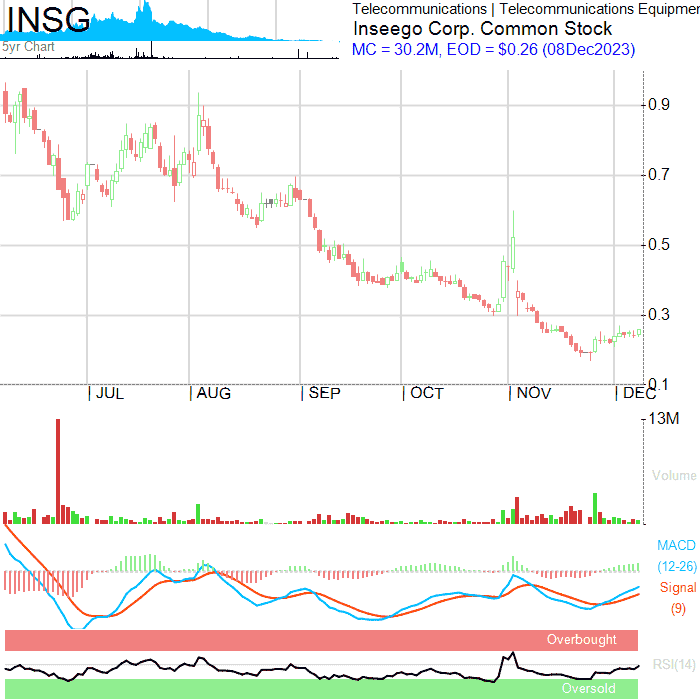 INSG
5yr Chart
Telecommunications | Telecommunications Equipmen
Inseego Corp. Common Stock
MC = 30.2M, EOD = $0.26 (08Dec2023)
0.9
0.7
0.5
0.3
0.1
JUL
AUG
SEP
OCT
NOV
DEC
13M
Volume
MACD
(12-26)
Signal
(9)
Overbought
RSI(14)
Oversold